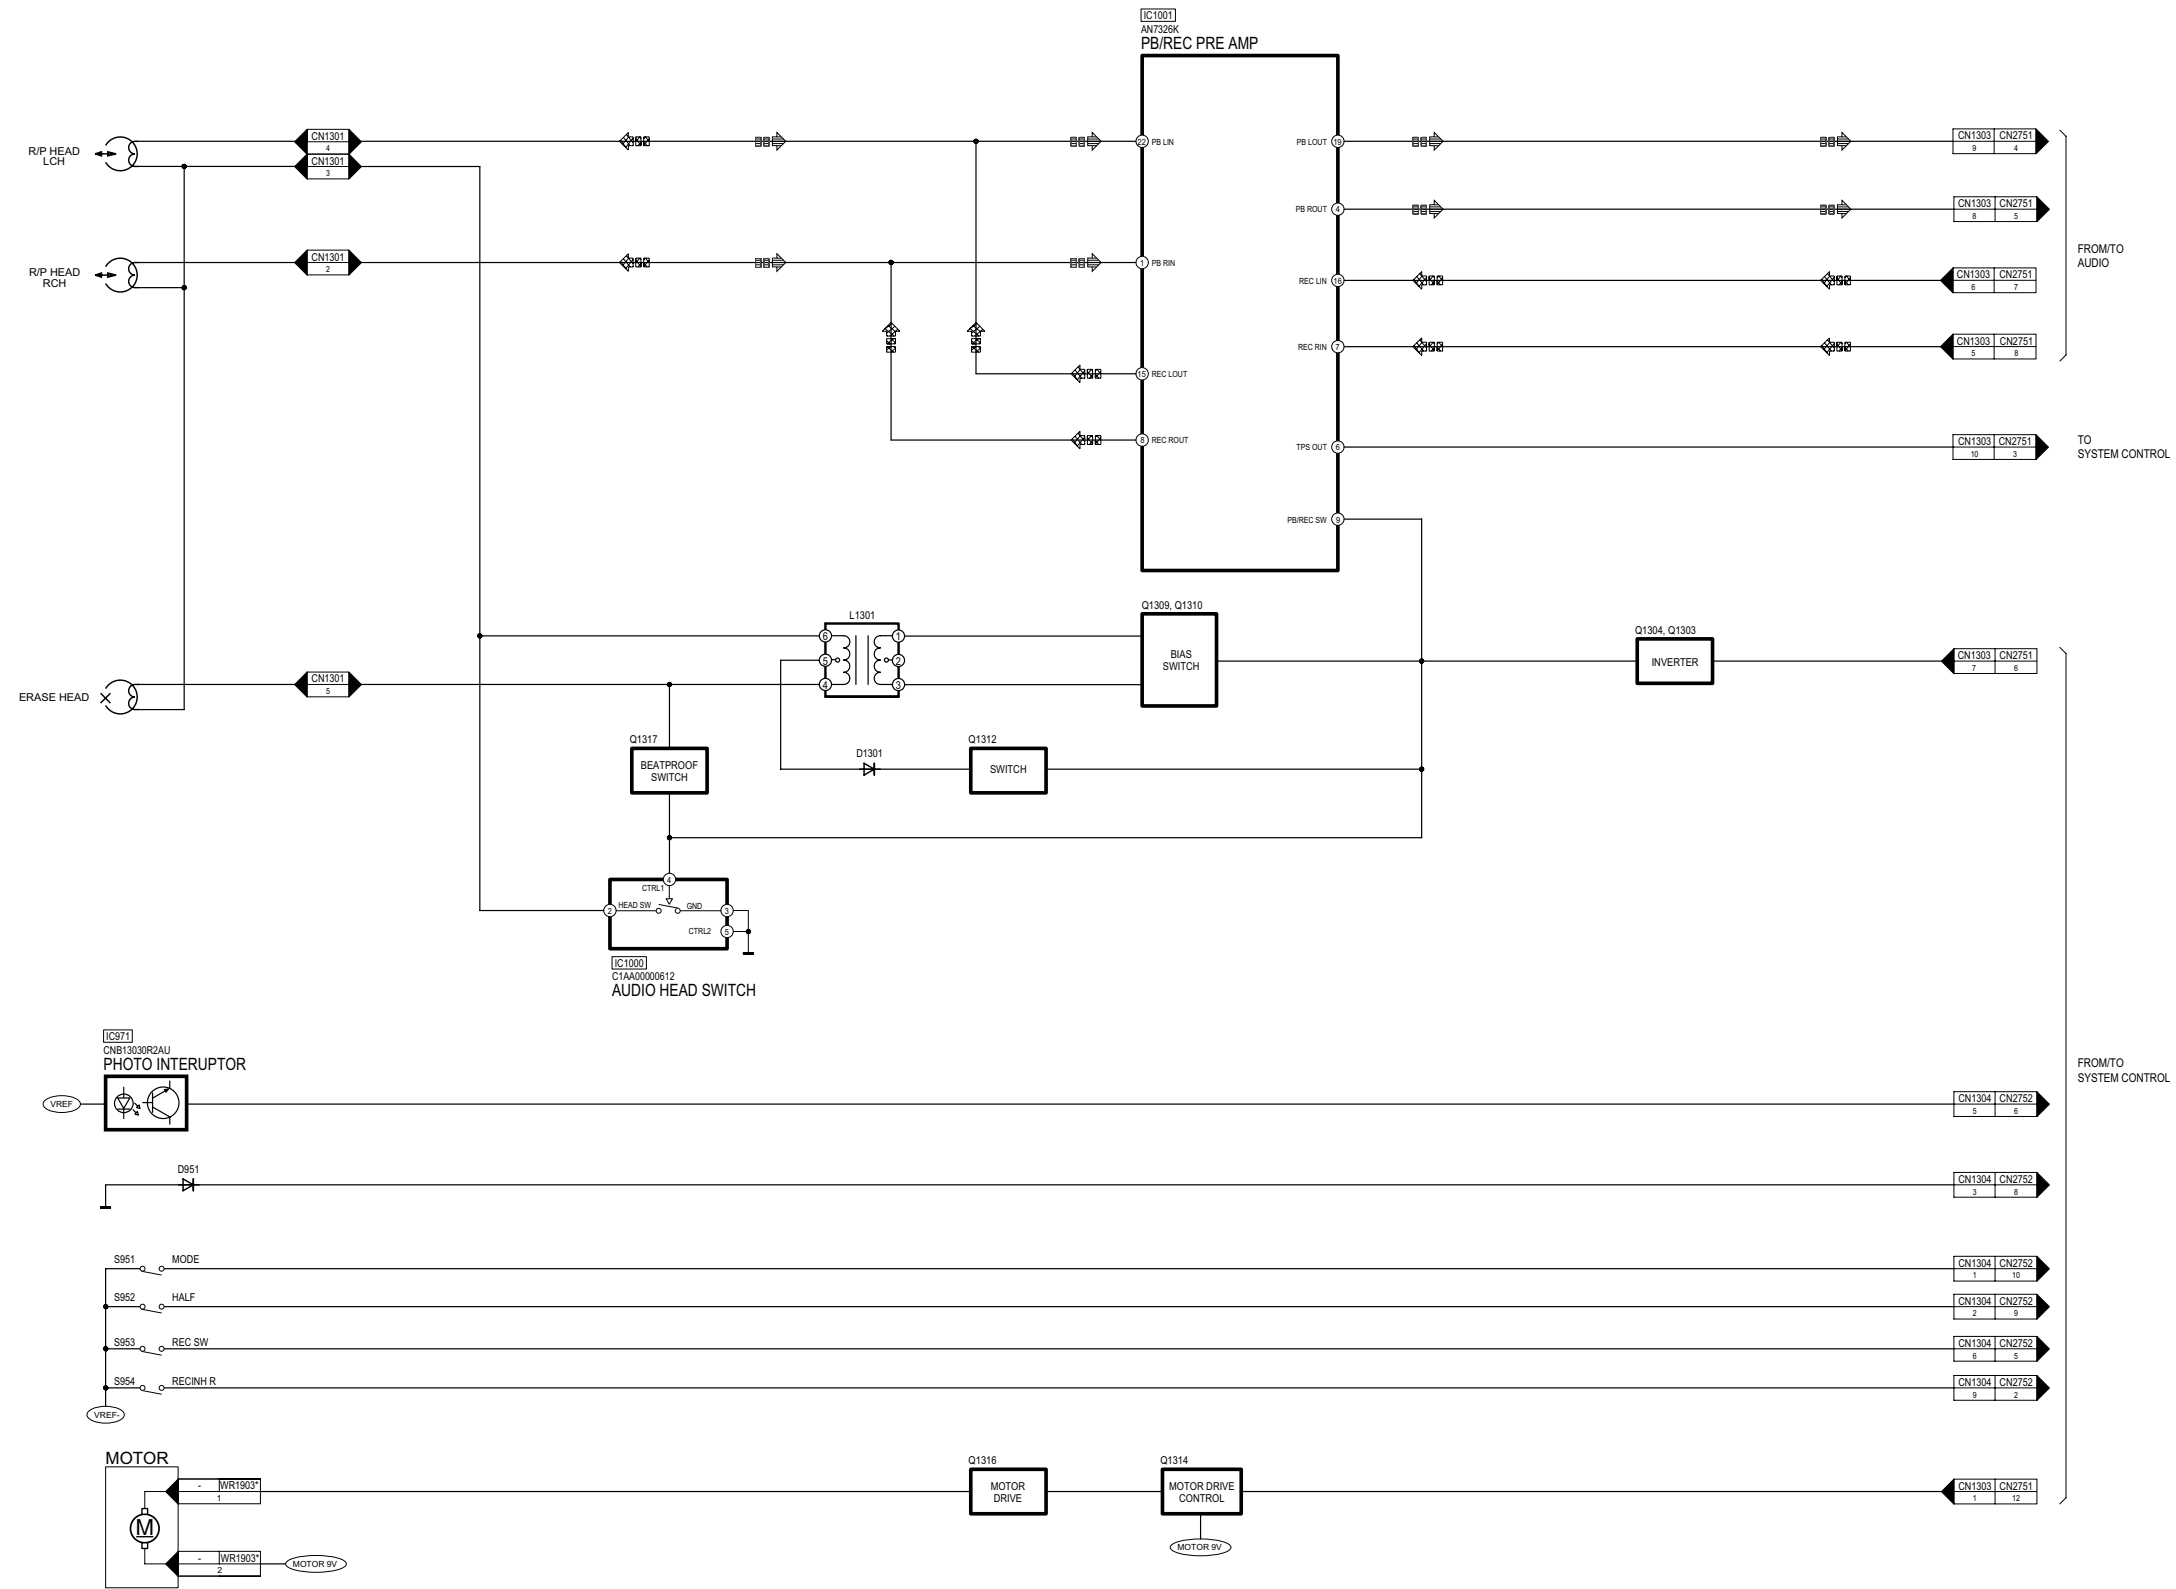 IC1001
AN7326K
PB/REC PRE AMP
R/P HEAD
LCH
CN1301
4
CN1301
3
22 PB LIN
PB LOUT 19
CN1303 CN2751
9 4
PB ROUT 4
CN1303 CN2751
8 5
R/P HEAD
RCH
CN1301
2
1 PB RIN
REC LIN 16
CN1303 CN2751
6 7
FROM/TO
AUDIO
REC RIN 7
CN1303 CN2751
5 8
15 REC LOUT
8 REC ROUT
TPS OUT 6
CN1303 CN2751
10 3
TO
SYSTEM CONTROL
PB/REC SW 9
L1301
6 1
5 2
4 3
Q1309, Q1310
BIAS
SWITCH
Q1304, Q1303
INVERTER
CN1303 CN2751
7 6
ERASE HEAD
CN1301
5
Q1317
BEATPROOF
SWITCH
D1301
Q1312
SWITCH
4
CTRL1
2 HEAD SW GND 3
CTRL2 5
IC1000
C1AA00000612
AUDIO HEAD SWITCH
IC971
CNB13030R2AU
PHOTO INTERUPTOR
VREF
CN1304 CN2752
5 6
FROM/TO
SYSTEM CONTROL
D951
CN1304 CN2752
3 8
S951 MODE
CN1304 CN2752
1 10
S952 HALF
CN1304 CN2752
2 9
S953 REC SW
CN1304 CN2752
6 5
S954 RECINH R
CN1304 CN2752
9 2
VREF-
MOTOR
- WR1903*
1
M
- WR1903*
2
MOTOR 9V
Q1316
MOTOR
DRIVE
Q1314
MOTOR DRIVE
CONTROL
MOTOR 9V
CN1303 CN2751
1 12